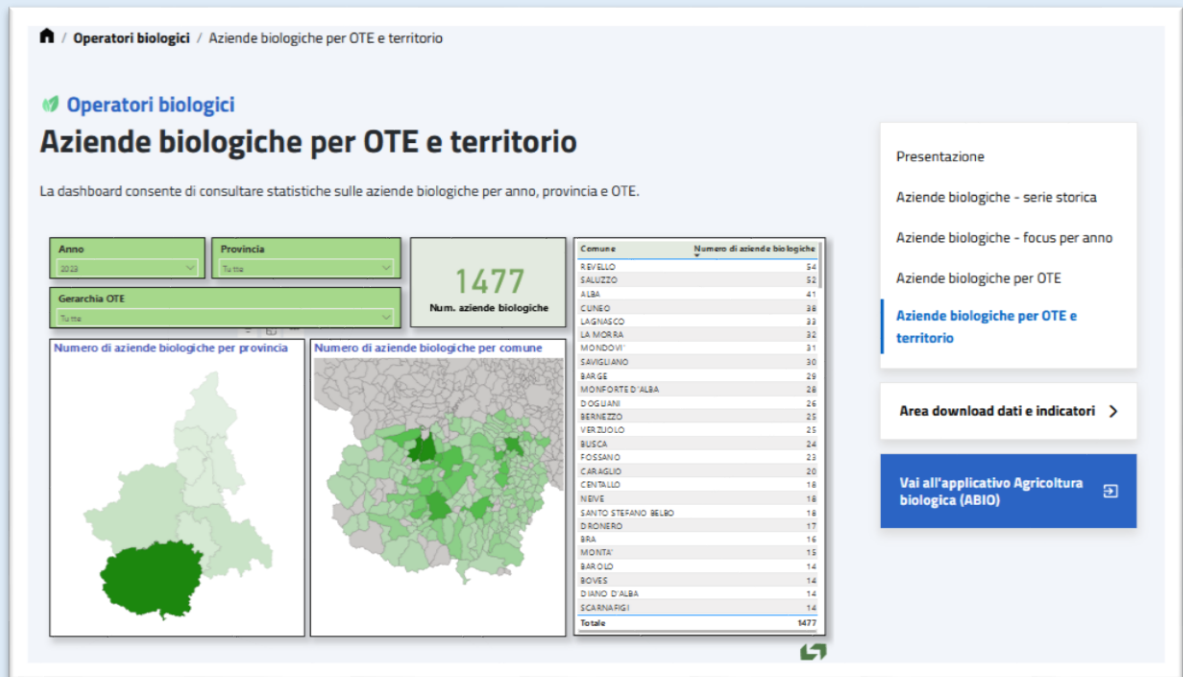 / Operatori biologici / Aziende biologiche per OTE e territorio
Operatori biologici
Aziende biologiche per OTE e territorio
La dashboard consente di consultare statistiche sulle aziende biologiche per anno, provincia e OTE.
Anno
2023
Provincia
Tutte
Gerarchia OTE
Tutte
1477
Num. aziende biologiche
Numero di aziende biologiche per provincia
Numero di aziende biologiche per comune
Comune Numero di aziende biologiche
REVELLO 54
SALUZZO 52
ALBA 41
CUNEO 38
LAGNASCO 33
LA MORRA 32
MONDOVI' 31
SAVIGLIANO 30
BARGE 29
MONFORTE D'ALBA 28
DOGLIANI 26
BERNEZZO 25
VERZUOLO 25
BUSCA 24
FOSSANO 23
CARAGLIO 20
CENTALLO 18
NEIVE 18
SANTO STEFANO BELBO 18
DRONERO 17
BRA 16
MONTA' 15
BAROLO 14
BOVES 14
DIANO D'ALBA 14
SCARNAFIGI 14
Totale 1477
Presentazione
Aziende biologiche - serie storica
Aziende biologiche - focus per anno
Aziende biologiche per OTE
Aziende biologiche per OTE e
territorio
Area download dati e indicatori
Vai all'applicativo Agricoltura
biologica (ABIO)